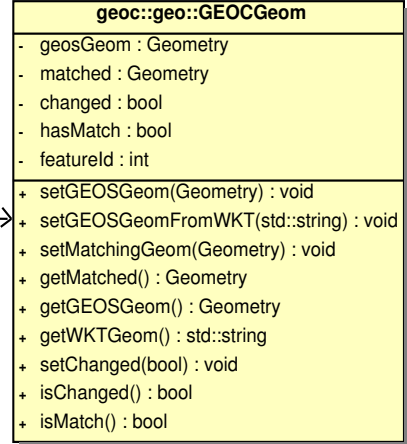 geoc::geo::GEOCGeom
- geosGeom : Geometry
- matched : Geometry
- changed : bool
- hasMatch : bool
- featureId : int
+ setGEOSGeom(Geometry) : void
+ setGEOSGeomFromWKT(std::string) : void
+ setMatchingGeom(Geometry) : void
+ getMatched() : Geometry
+ getGEOSGeom() : Geometry
+ getWKTGeom() : std::string
+ setChanged(bool) : void
+ isChanged() : bool
+ isMatch() : bool